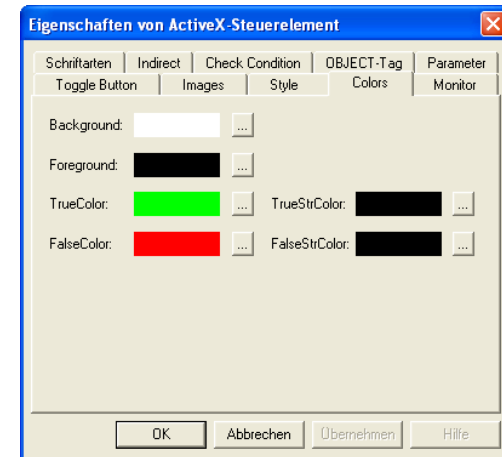 Eigenschaften von ActiveX-Steuerelement
Schriftarten Indirect Check Condition OBJECT-Tag Parameter
Toggle Button Images Style Colors Monitor
Background: ...
Foreground: ...
TrueColor: ... TrueStrColor: ...
FalseColor: ... FalseStrColor: ...
OK Abbrechen Übernehmen Hilfe